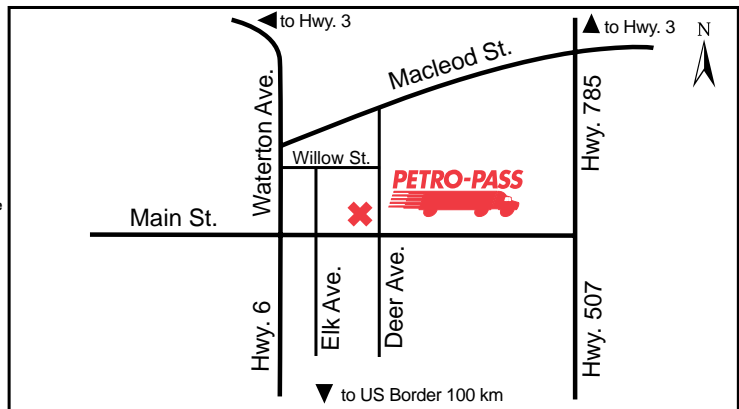 to Hwy. 3
to Hwy. 3
N
Macleod St.
Waterton Ave.
Hwy. 785
Willow St.
PETRO-PASS
Main St.
Hwy. 6
Elk Ave.
Deer Ave.
Hwy. 507
to US Border 100 km